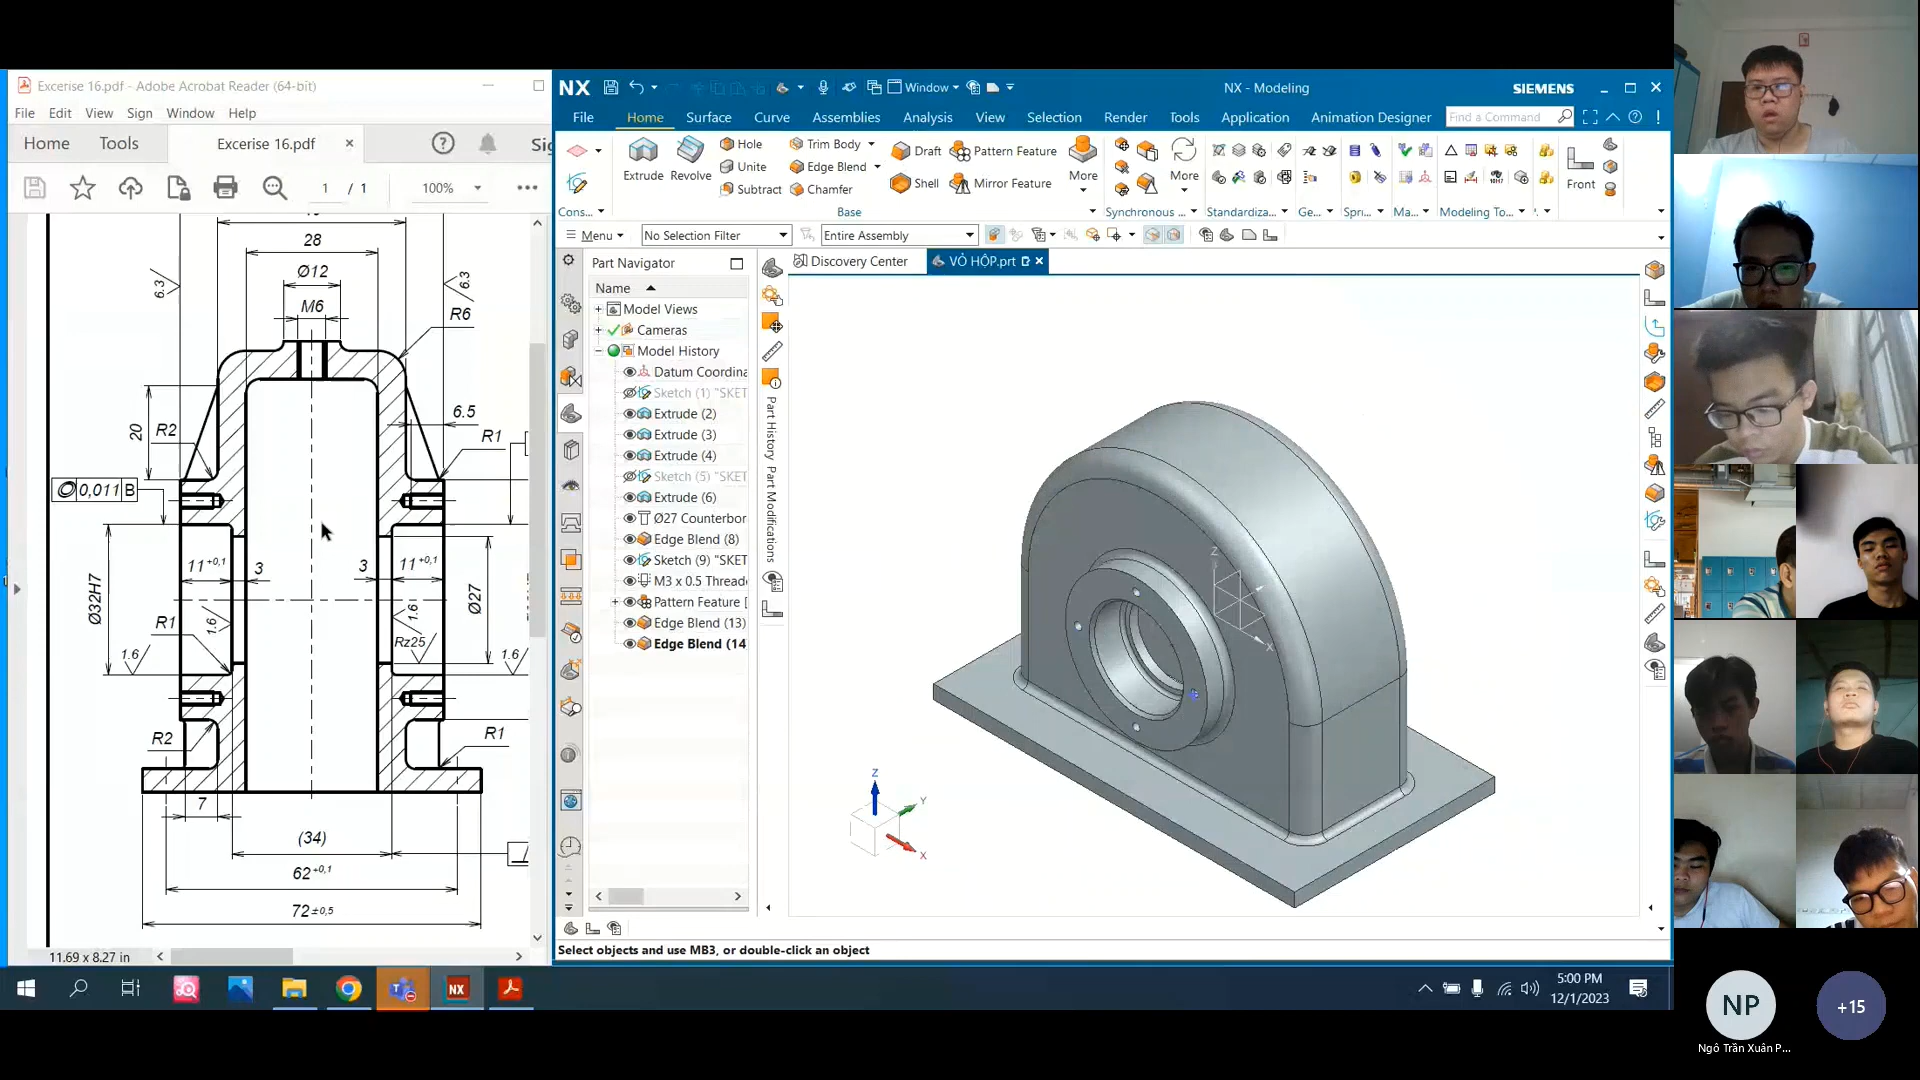 Excerise 16.pdf - Adobe Acrobat Reader (64-bit)
File Edit View Sign Window Help
Home Tools Excerise 16.pdf
1 / 1 100%
28
Ø12
M6
R6
6.3
6.3
20
R2
6.5
R1
0,011 B
Ø32H7
11+0,1
3
3
11+0,1
Ø27
R1
1.6
1.6
Rz25
1.6
1.6
R2
R1
7
(34)
62+0,1
72±0,5
11.69 x 8.27 in
NX Window NX - Modeling SIEMENS
File Home Surface Curve Assemblies Analysis View Selection Render Tools Application Animation Designer Find a Command
Extrude
Revolve
Hole
Unite
Subtract
Trim Body
Edge Blend
Chamfer
Draft
Shell
Pattern Feature
Mirror Feature
More
More
Front
Cons... Base Synchronous ... Standardiza... Ge... Spr... Ma... Modeling To...
Menu No Selection Filter Entire Assembly
Part Navigator
Name
Model Views
Cameras
Model History
Datum Coordina
Sketch (1) "SKET
Extrude (2)
Extrude (3)
Extrude (4)
Sketch (5) "SKET
Extrude (6)
Ø27 Counterbor
Edge Blend (8)
Sketch (9) "SKET
M3 x 0.5 Threade
Pattern Feature [
Edge Blend (13)
Edge Blend (14
Part History
Part Modifications
Discovery Center VỎ HỘP.prt
Z
X
Z
Y
X
Select objects and use MB3, or double-click an object
NX
5:00 PM
12/1/2023
NP
Ngô Trần Xuân P...
+15